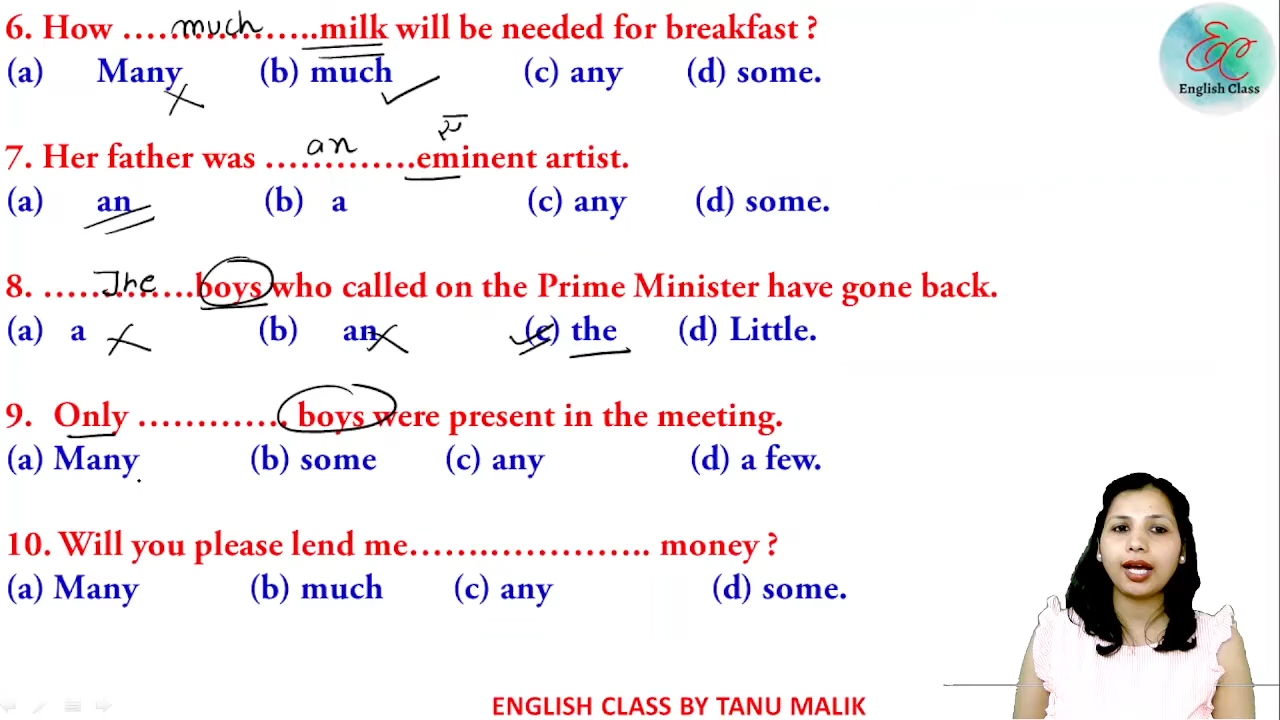 6. How ……much………..milk will be needed for breakfast ?
(a) Many (b) much (c) any (d) some.
7. Her father was ……an…….eminent artist.
(a) an (b) a (c) any (d) some.
8. ……The…….boys who called on the Prime Minister have gone back.
(a) a (b) an (c) the (d) Little.
9. Only …………. boys were present in the meeting.
(a) Many (b) some (c) any (d) a few.
10. Will you please lend me…….………….. money ?
(a) Many (b) much (c) any (d) some.
English Class
ENGLISH CLASS BY TANU MALIK